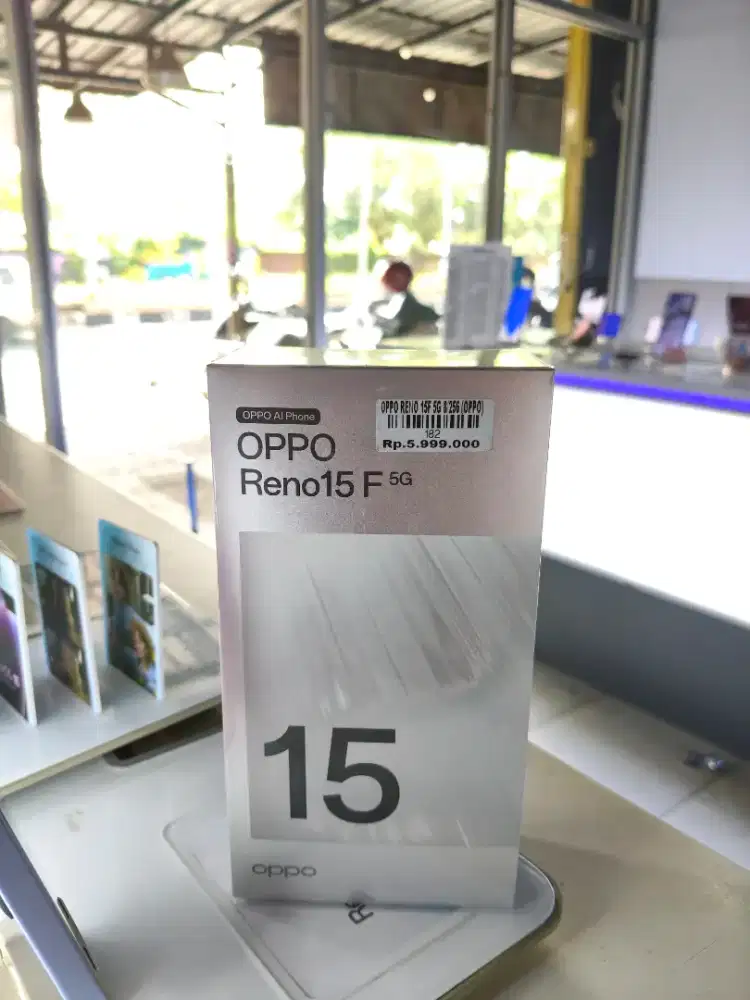 OPPO AI Phone
OPPO
Reno15 F 5G
OPPO RENO 15F 5G 8/256 (OPPO)
182
Rp.5.999.000
15
oppo